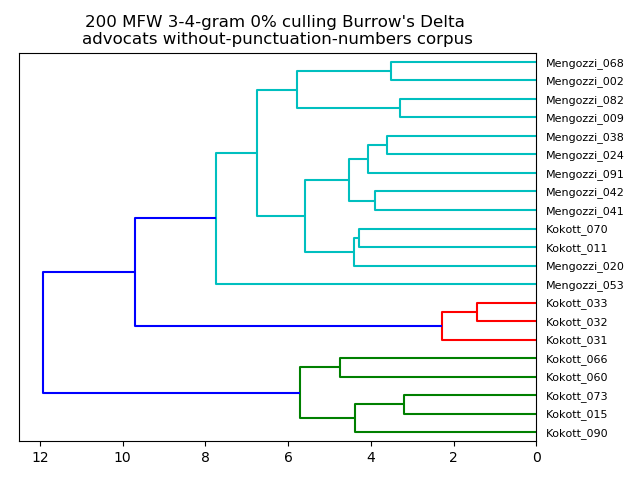 200 MFW 3-4-gram 0% culling Burrow's Delta
advocats without-punctuation-numbers corpus
Mengozzi_068
Mengozzi_002
Mengozzi_082
Mengozzi_009
Mengozzi_038
Mengozzi_024
Mengozzi_091
Mengozzi_042
Mengozzi_041
Kokott_070
Kokott_011
Mengozzi_020
Mengozzi_053
Kokott_033
Kokott_032
Kokott_031
Kokott_066
Kokott_060
Kokott_073
Kokott_015
Kokott_090
12 10 8 6 4 2 0